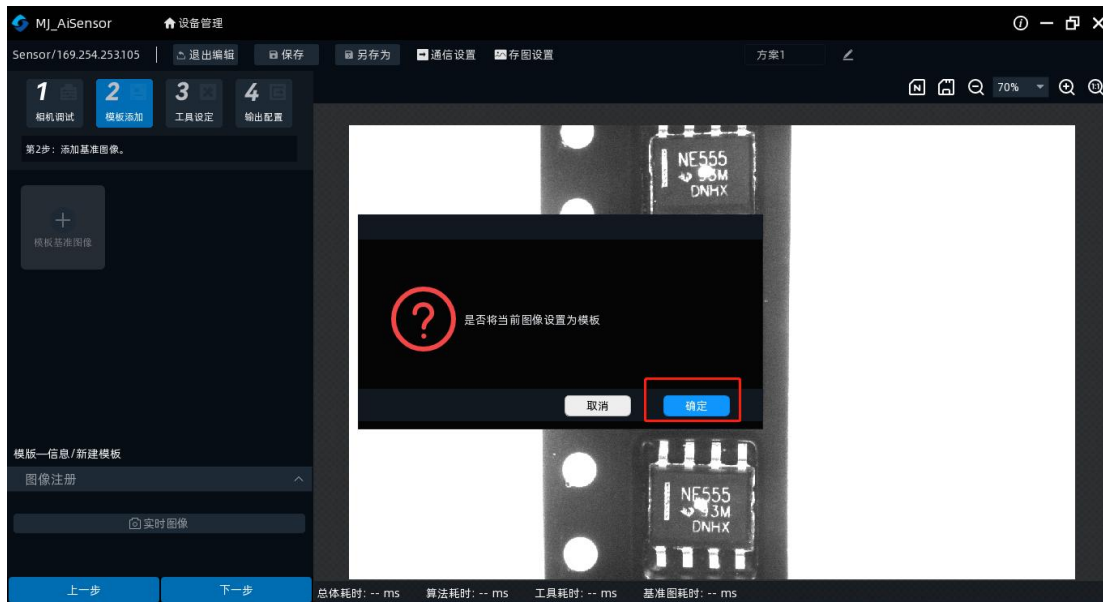 MJ_AiSensor
设备管理
Sensor/169.254.253.105
退出编辑
保存
另存为
通信设置
存图设置
方案1
1
2
3
4
相机调试
模板添加
工具设定
输出配置
70%
1:1
第2步：添加基准图像。
模板基准图像
NE555
93M
DNHX
是否将当前图像设置为模板
取消
确定
模版—信息/新建模板
图像注册
实时图像
NE555
93M
DNHX
上一步
下一步
总体耗时: -- ms
算法耗时: -- ms
工具耗时: -- ms
基准图耗时: -- ms